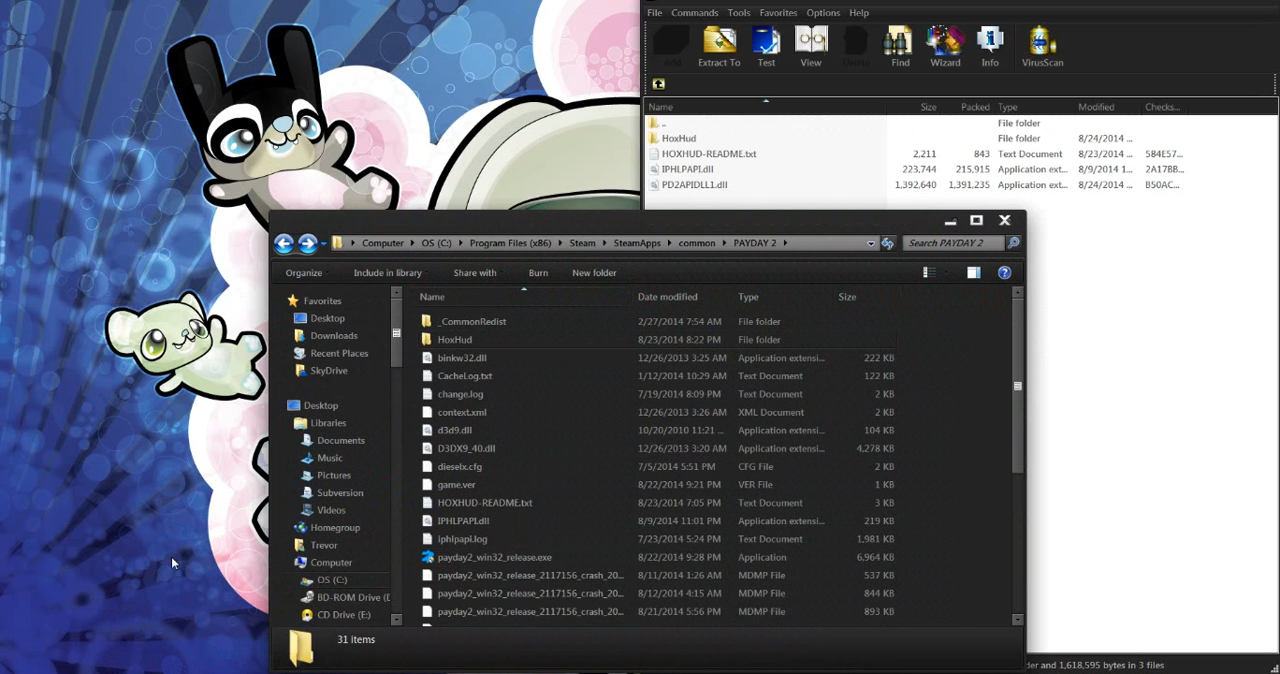 File Commands Tools Favorites Options Help
Add Extract To Test View Find Wizard Info VirusScan
Name Size Packed Type Modified Checks...
.. File folder
HoxHud File folder 8/24/2014 ...
HOXHUD-README.txt 2,211 843 Text Document 8/23/2014 ... 584E57...
IPHLPAPI.dll 223,744 215,915 Application ext... 8/9/2014 1... 2A17BB...
PD2APIDLL1.dll 1,392,640 1,391,235 Application ext... 8/24/2014 ... B50AC...
Computer OS (C:) Program Files (x86) Steam SteamApps common PAYDAY 2 Search PAYDAY 2
Organize Include in library Share with Burn New folder
Name Date modified Type Size
Favorites
Desktop
Downloads
Recent Places
SkyDrive
Desktop
Libraries
Documents
Music
Pictures
Subversion
Videos
Homegroup
Trevor
Computer
OS (C:)
BD-ROM Drive (D
CD Drive (E:)
_CommonRedist 2/27/2014 7:54 AM File folder
HoxHud 8/23/2014 8:22 PM File folder
binkw32.dll 12/26/2013 3:25 AM Application extensi... 222 KB
CacheLog.txt 1/12/2014 10:29 AM Text Document 122 KB
change.log 7/19/2014 8:09 PM Text Document 2 KB
context.xml 12/26/2013 3:26 AM XML Document 2 KB
d3d9.dll 10/20/2010 11:21 ... Application extensi... 104 KB
D3DX9_40.dll 12/26/2013 3:20 AM Application extensi... 4,278 KB
dieselx.cfg 7/5/2014 5:51 PM CFG File 2 KB
game.ver 8/22/2014 9:21 PM VER File 1 KB
HOXHUD-README.txt 8/23/2014 7:05 PM Text Document 3 KB
IPHLPAPI.dll 8/9/2014 11:01 PM Application extensi... 219 KB
iphlpapi.log 7/23/2014 5:24 PM Text Document 1,981 KB
payday2_win32_release.exe 8/22/2014 9:28 PM Application 6,964 KB
payday2_win32_release_2117156_crash_20... 8/11/2014 1:26 AM MDMP File 537 KB
payday2_win32_release_2117156_crash_20... 8/12/2014 4:15 AM MDMP File 844 KB
payday2_win32_release_2117156_crash_20... 8/21/2014 5:56 PM MDMP File 893 KB
31 items
der and 1,618,595 bytes in 3 files